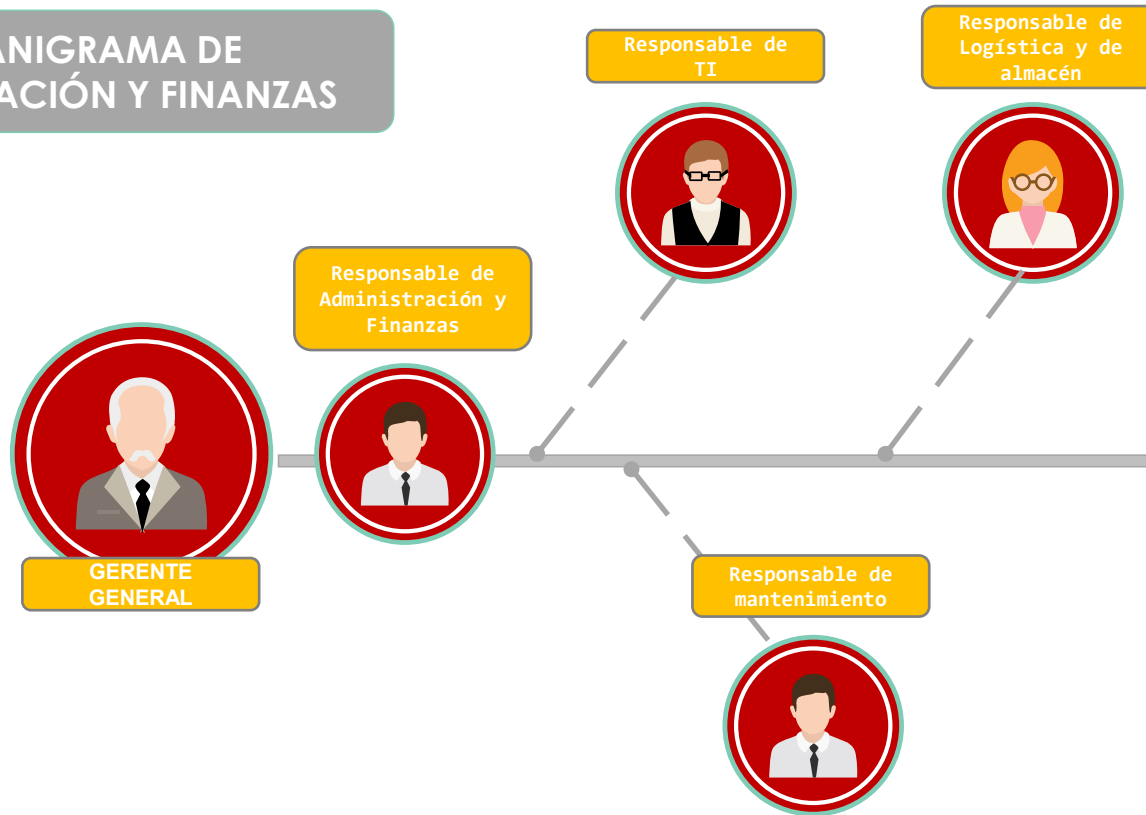 ANIGRAMA DE
ACIÓN Y FINANZAS
Responsable de
TI
Responsable de
Logística y de
almacén
Responsable de
Administración y
Finanzas
GERENTE
GENERAL
Responsable de
mantenimiento